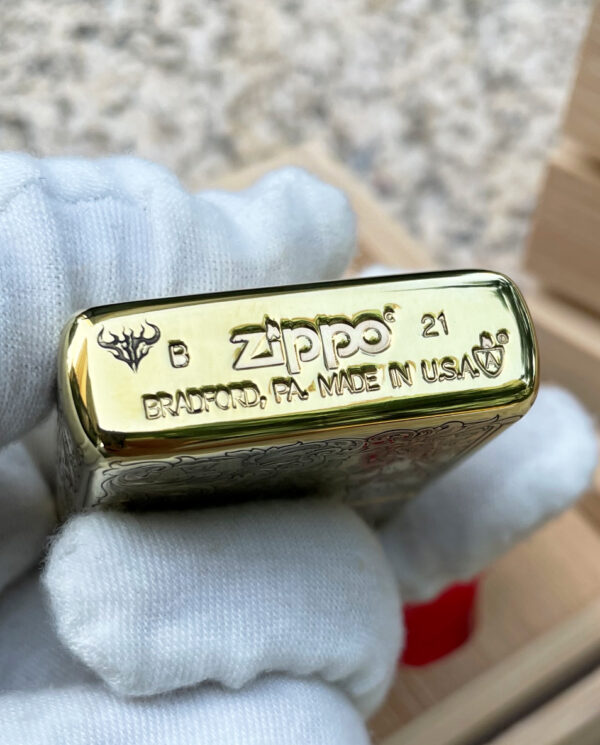 B zippo 21
BRADFORD, PA. MADE IN U.S.A.